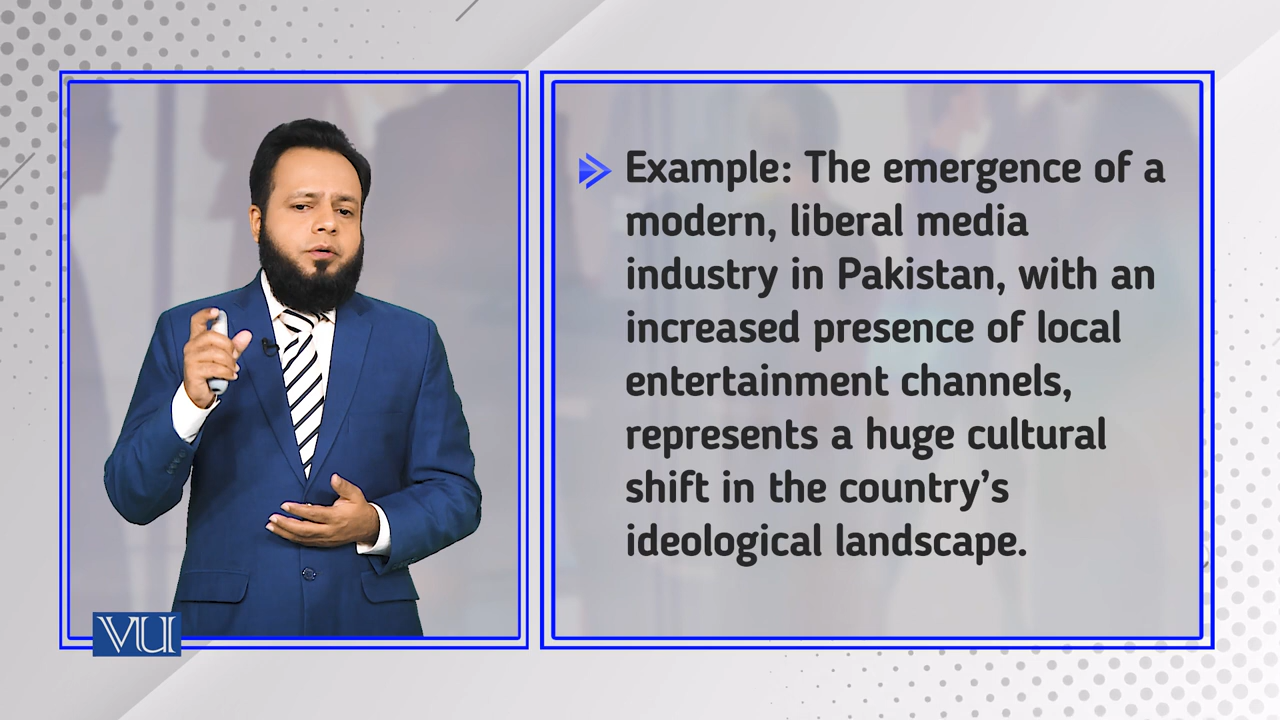 Example: The emergence of a
modern, liberal media
industry in Pakistan, with an
increased presence of local
entertainment channels,
represents a huge cultural
shift in the country’s
ideological landscape.
VU